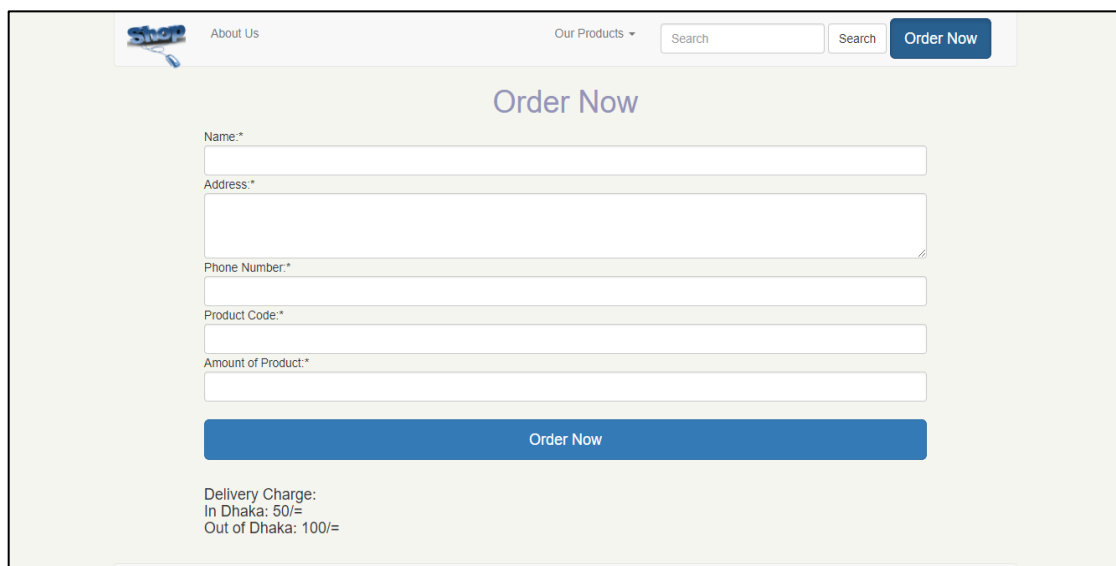 Shop
About Us
Our Products
Search
Search
Order Now
Order Now
Name:*
Address:*
Phone Number:*
Product Code:*
Amount of Product:*
Order Now
Delivery Charge:
In Dhaka: 50/=
Out of Dhaka: 100/=